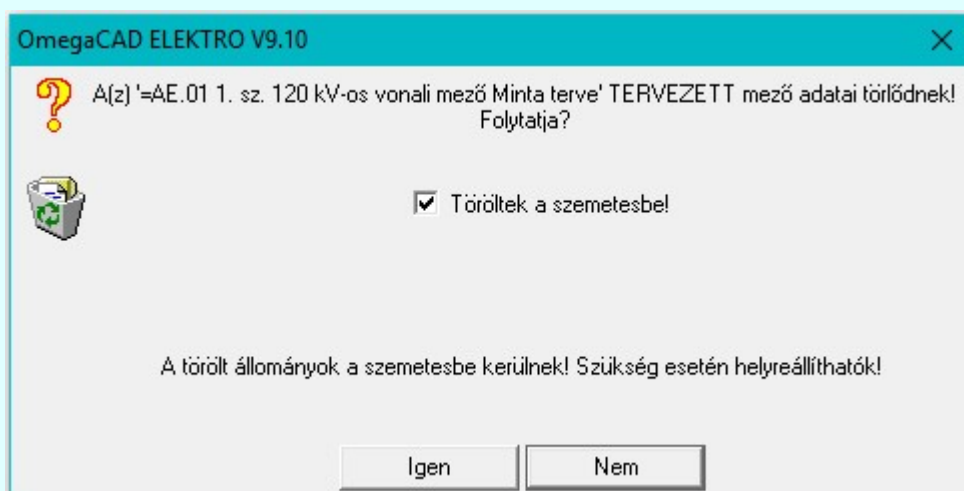 OmegaCAD ELEKTRO V9.10
A(z) '=AE.01 1. sz. 120 kV-os vonali mező Minta terve' TERVEZETT mező adatai törlődnek!
Folytatja?
Töröltek a szemetesbe!
A törölt állományok a szemetesbe kerülnek! Szükség esetén helyreállíthatók!
Igen
Nem